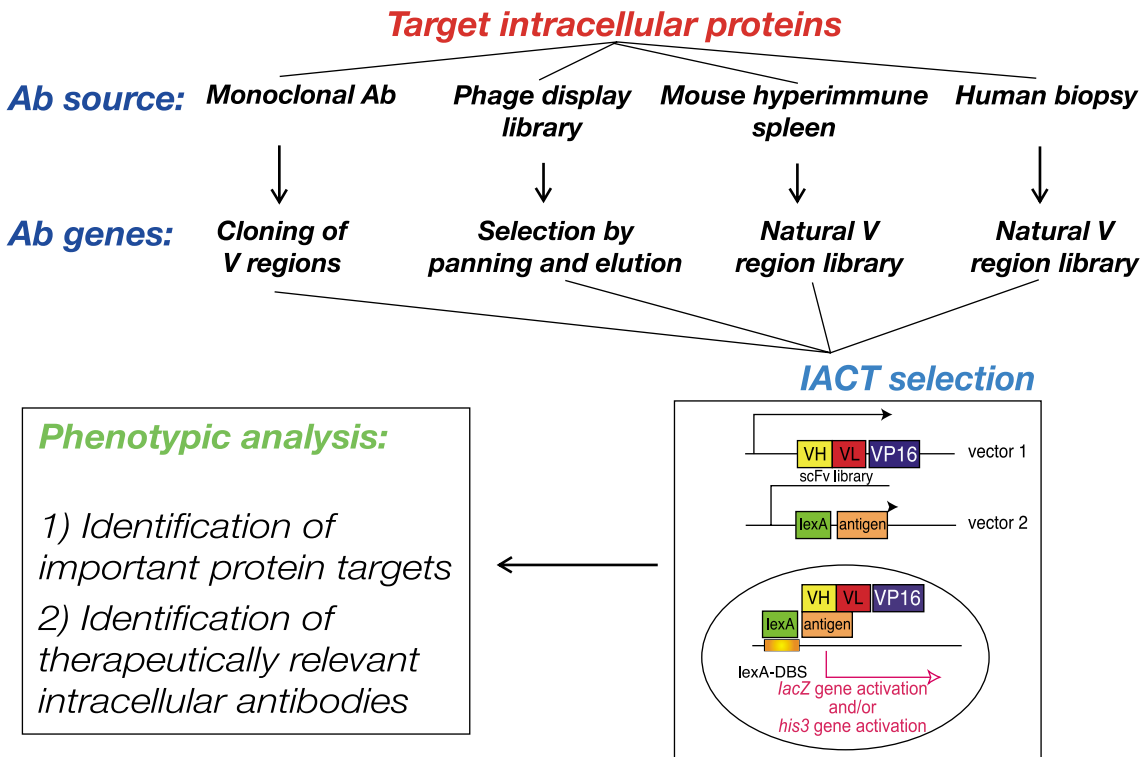 Target intracellular proteins
Ab source:
Monoclonal Ab
Phage display
library
Mouse hyperimmune
spleen
Human biopsy
Ab genes:
Cloning of
V regions
Selection by
panning and elution
Natural V
region library
Natural V
region library
IACT selection
VH VL VP16 vector 1
scFv library
lexA antigen vector 2
VH VL VP16
lexA antigen
lexA-DBS
lacZ gene activation
and/or
his3 gene activation
Phenotypic analysis:
1) Identification of
important protein targets
2) Identification of
therapeutically relevant
intracellular antibodies